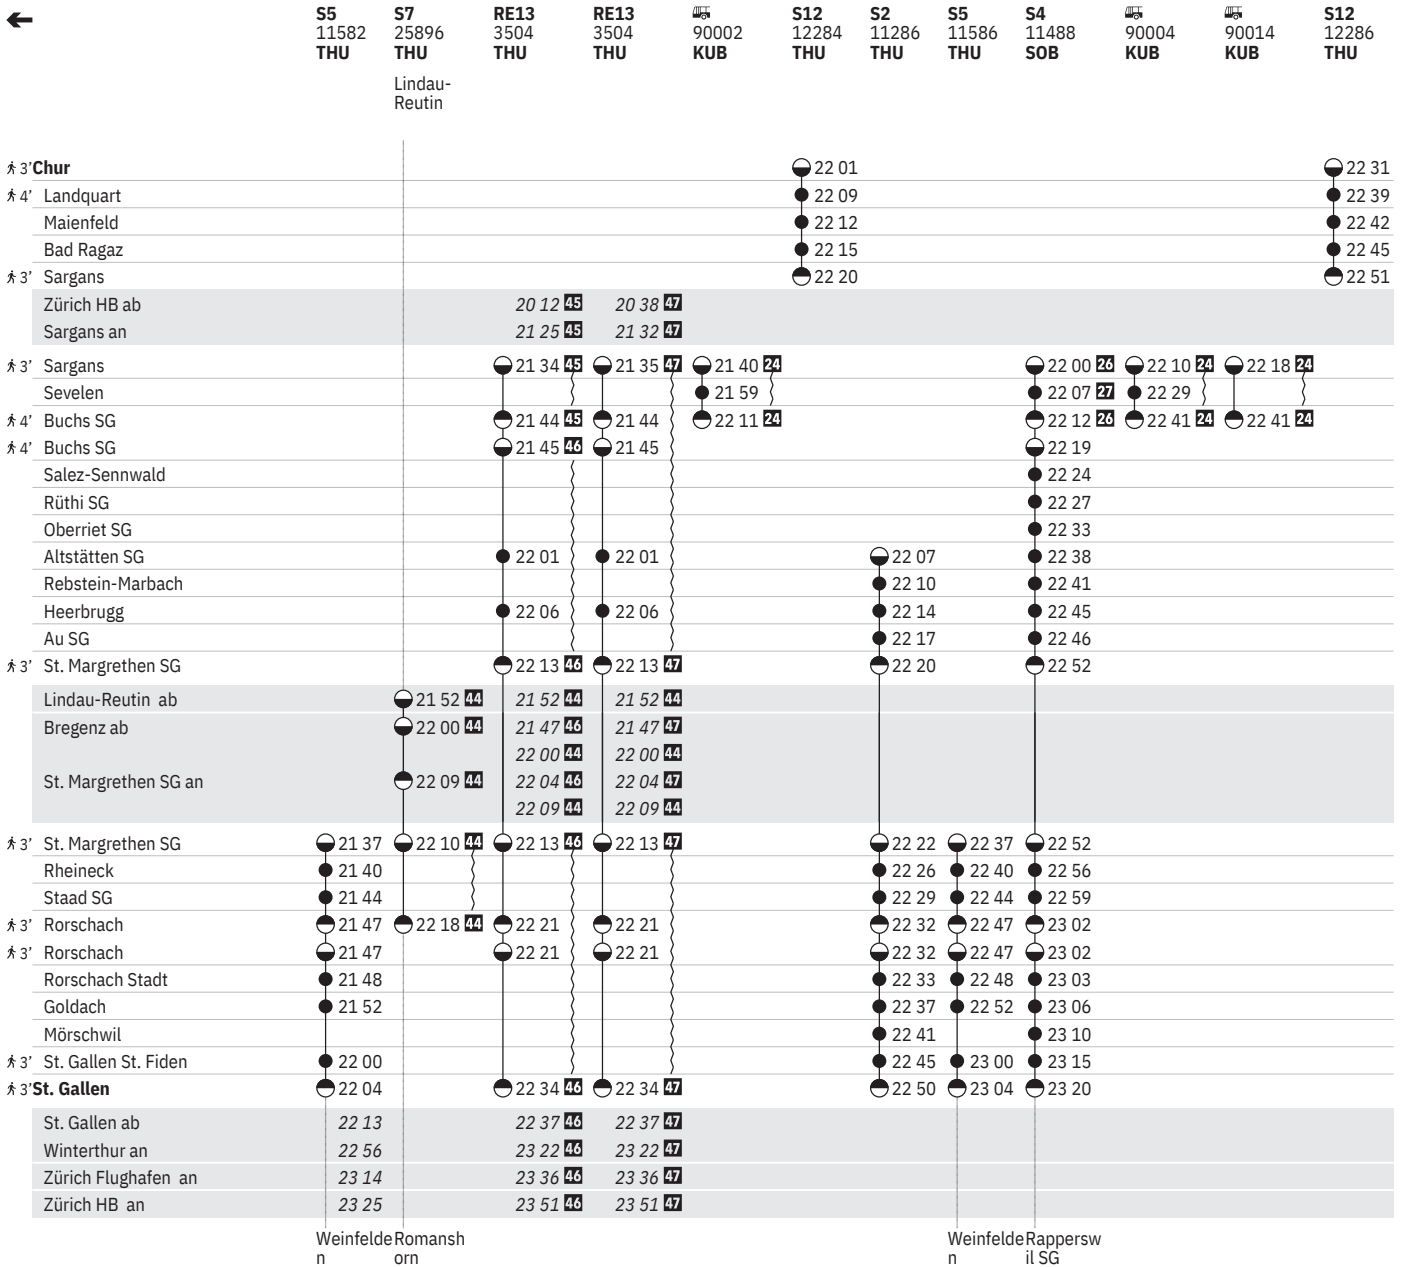 S5 S7 RE13 RE13 S12 S2 S5 S4 S12
11582 25896 3504 3504 90002 12284 11286 11586 11488 90004 90014 12286
THU THU THU THU KUB THU THU THU SOB KUB KUB THU
Lindau-
Reutin
3' Chur 22 01 22 31
4' Landquart 22 09 22 39
Maienfeld 22 12 22 42
Bad Ragaz 22 15 22 45
3' Sargans 22 20 22 51
Zürich HB ab 20 12 45 20 38 47
Sargans an 21 25 45 21 32 47
3' Sargans 21 34 45 21 35 47 21 40 24 22 00 26 22 10 24 22 18 24
Sevelen 21 59 22 07 27 22 29
4' Buchs SG 21 44 45 21 44 22 11 24 22 12 26 22 41 24 22 41 24
4' Buchs SG 21 45 46 21 45 22 19
Salez-Sennwald 22 24
Rüthi SG 22 27
Oberriet SG 22 33
Altstätten SG 22 01 22 01 22 07 22 38
Rebstein-Marbach 22 10 22 41
Heerbrugg 22 06 22 06 22 14 22 45
Au SG 22 17 22 46
3' St. Margrethen SG 22 13 46 22 13 47 22 20 22 52
Lindau-Reutin ab 21 52 44 21 52 44 21 52 44
Bregenz ab 22 00 44 21 47 46 21 47 47
22 00 44 22 00 44
St. Margrethen SG an 22 09 44 22 04 46 22 04 47
22 09 44 22 09 44
3' St. Margrethen SG 21 37 22 10 44 22 13 46 22 13 47 22 22 22 37 22 52
Rheineck 21 40 22 26 22 40 22 56
Staad SG 21 44 22 29 22 44 22 59
3' Rorschach 21 47 22 18 44 22 21 22 21 22 32 22 47 23 02
3' Rorschach 21 47 22 21 22 21 22 32 22 47 23 02
Rorschach Stadt 21 48 22 33 22 48 23 03
Goldach 21 52 22 37 22 52 23 06
Mörschwil 22 41 23 10
3' St. Gallen St. Fiden 22 00 22 45 23 00 23 15
3' St. Gallen 22 04 22 34 46 22 34 47 22 50 23 04 23 20
St. Gallen ab 22 13 22 37 46 22 37 47
Winterthur an 22 56 23 22 46 23 22 47
Zürich Flughafen an 23 14 23 36 46 23 36 47
Zürich HB an 23 25 23 51 46 23 51 47
Weinfelde Romansh Weinfelde Rappersw
n orn n il SG